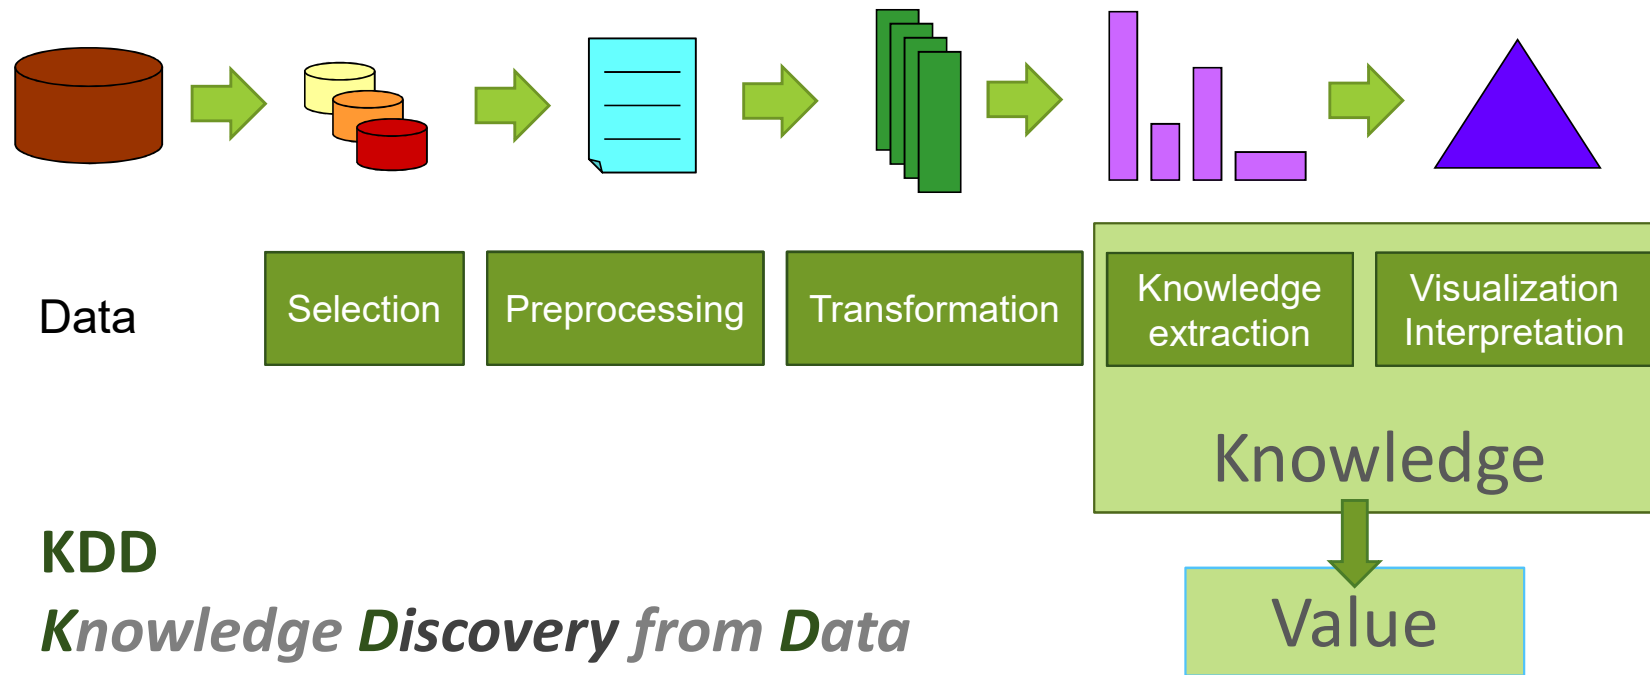 Data
Selection
Preprocessing
Transformation
Knowledge
extraction
Visualization
Interpretation
Knowledge
Value
KDD
Knowledge Discovery from Data